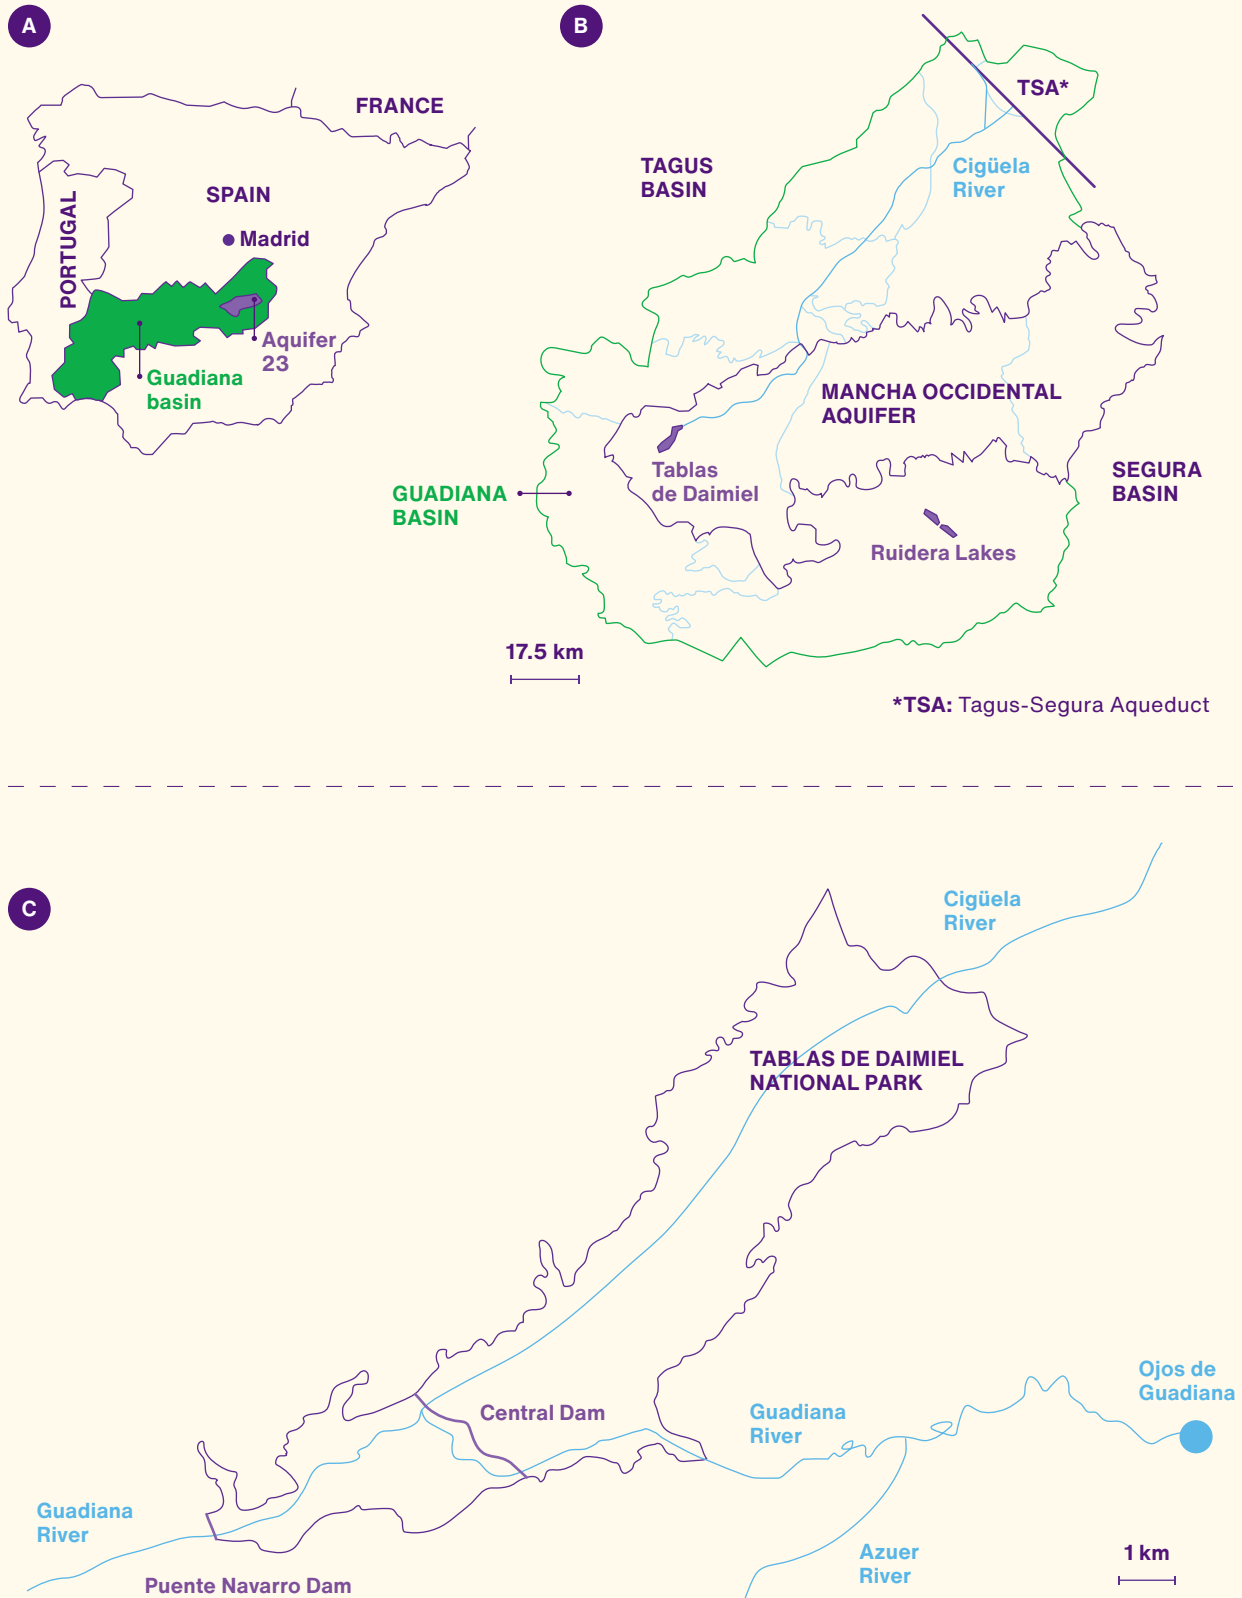 A
FRANCE
SPAIN
PORTUGAL
Madrid
Aquifer
23
Guadiana
basin
B
TSA*
TAGUS
BASIN
Cigüela
River
MANCHA OCCIDENTAL
AQUIFER
Tablas
de Daimiel
SEGURA
BASIN
GUADIANA
BASIN
Ruidera Lakes
17.5 km
*TSA: Tagus-Segura Aqueduct
C
Cigüela
River
TABLAS DE DAIMIEL
NATIONAL PARK
Ojos de
Guadiana
Central Dam
Guadiana
River
Guadiana
River
Azuer
River
1 km
Puente Navarro Dam